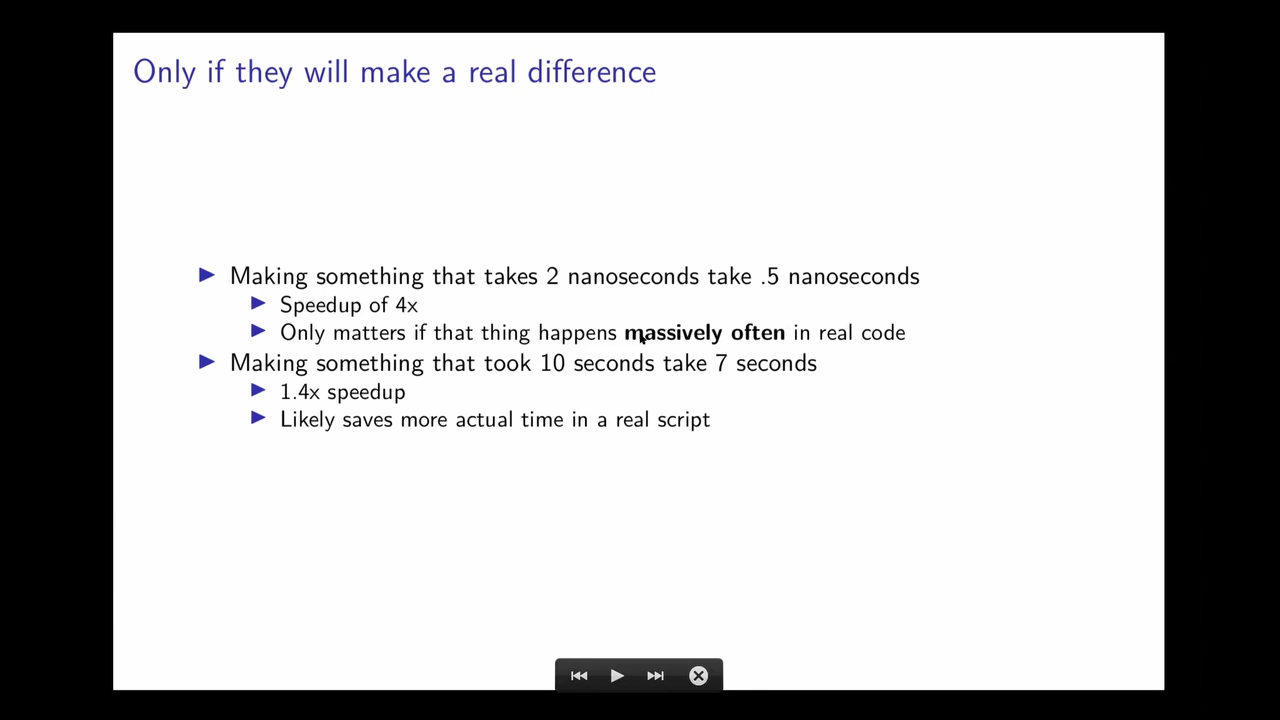 Only if they will make a real difference
Making something that takes 2 nanoseconds take .5 nanoseconds
Speedup of 4x
Only matters if that thing happens massively often in real code
Making something that took 10 seconds take 7 seconds
1.4x speedup
Likely saves more actual time in a real script